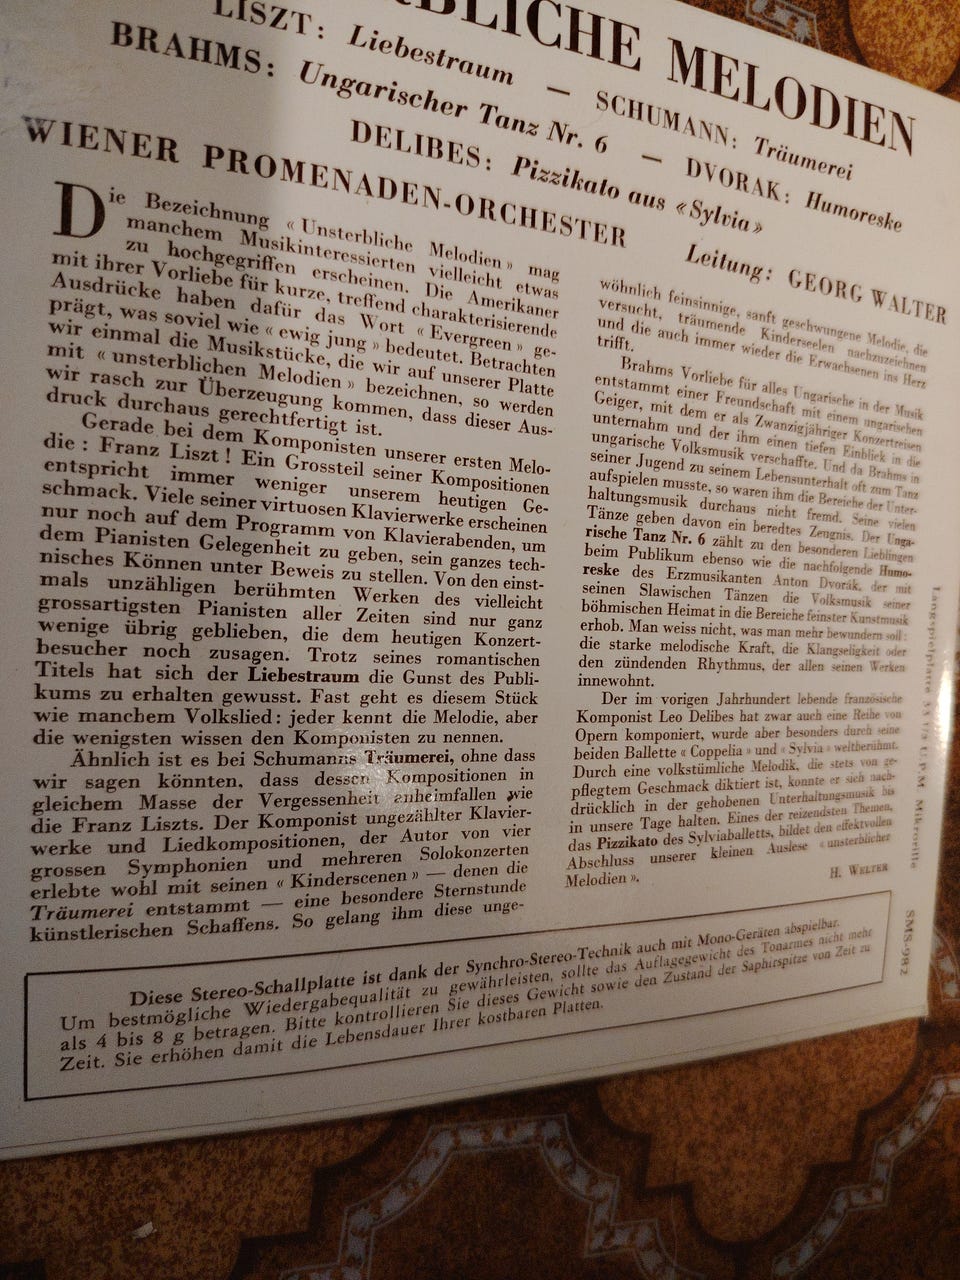 RBLICHE MELODIEN
LISZT: Liebestraum — SCHUMANN: Träumerei
BRAHMS: Ungarischer Tanz Nr. 6 — DVORAK: Humoreske
DELIBES: Pizzikato aus «Sylvia»
WIENER PROMENADEN-ORCHESTER
Leitung: GEORG WALTER
Die Bezeichnung «Unsterbliche Melodien» mag
manchem Musikinteressierten vielleicht etwas
zu hochgegriffen erscheinen. Die Amerikaner
mit ihrer Vorliebe für kurze, treffend charakterisierende
Ausdrücke haben dafür das Wort «Evergreen» ge-
prägt, was soviel wie «ewig jung» bedeutet. Betrachten
wir einmal die Musikstücke, die wir auf unserer Platte
mit «unsterblichen Melodien» bezeichnen, so werden
wir rasch zur Überzeugung kommen, dass dieser Aus-
druck durchaus gerechtfertigt ist.
Gerade bei dem Komponisten unserer ersten Melo-
die: Franz Liszt! Ein Grossteil seiner Kompositionen
entspricht immer weniger unserem heutigen Ge-
schmack. Viele seiner virtuosen Klavierwerke erscheinen
nur noch auf dem Programm von Klavierabenden, um
dem Pianisten Gelegenheit zu geben, sein ganzes tech-
nisches Können unter Beweis zu stellen. Von den einst-
mals unzähligen berühmten Werken des vielleicht
grossartigsten Pianisten aller Zeiten sind nur ganz
wenige übrig geblieben, die dem heutigen Konzert-
besucher noch zusagen. Trotz seines romantischen
Titels hat sich der Liebestraum die Gunst des Publi-
kums zu erhalten gewusst. Fast geht es diesem Stück
wie manchem Volkslied: jeder kennt die Melodie, aber
die wenigsten wissen den Komponisten zu nennen.
Ähnlich ist es bei Schumanns Träumerei, ohne dass
wir sagen könnten, dass dessen Kompositionen in
gleichem Masse der Vergessenheit anheimfallen wie
die Franz Liszts. Der Komponist ungezählter Klavier-
werke und Liedkompositionen, der Autor von vier
grossen Symphonien und mehreren Solokonzerten
erlebte wohl mit seinen «Kinderscenen» — denen die
Träumerei entstammt — eine besondere Sternstunde
künstlerischen Schaffens. So gelang ihm diese unge-
wöhnlich feinsinnige, sanft geschwungene Melodie, die
versucht, träumende Kinderseelen nachzuzeichnen
und die auch immer wieder die Erwachsenen ins Herz
trifft.
Brahms Vorliebe für alles Ungarische in der Musik
entstammt einer Freundschaft mit einem ungarischen
Geiger, mit dem er als Zwanzigjähriger Konzertreisen
unternahm und der ihm einen tiefen Einblick in die
ungarische Volksmusik verschaffte. Und da Brahms in
seiner Jugend zu seinem Lebensunterhalt oft zum Tanz
aufspielen musste, so waren ihm die Bereiche der Unter-
haltungsmusik durchaus nicht fremd. Seine vielen
Tänze geben davon ein beredtes Zeugnis. Der Unga-
rische Tanz Nr. 6 zählt zu den besonderen Lieblingen
beim Publikum ebenso wie die nachfolgende Humo-
reske des Erzmusikanten Anton Dvorák, der mit
seinen Slawischen Tänzen die Volksmusik seiner
böhmischen Heimat in die Bereiche feinster Kunstmusik
erhob. Man weiss nicht, was man mehr bewundern soll:
die starke melodische Kraft, die Klangseligkeit oder
den zündenden Rhythmus, der allen seinen Werken
innewohnt.
Der im vorigen Jahrhundert lebende französische
Komponist Leo Delibes hat zwar auch eine Reihe von
Opern komponiert, wurde aber besonders durch seine
beiden Ballette «Coppelia» und «Sylvia» weltberühmt.
Durch eine volkstümliche Melodik, die stets von ge-
pflegtem Geschmack diktiert ist, konnte er sich nach-
drücklich in der gehobenen Unterhaltungsmusik bis
in unsere Tage halten. Eines der reizendsten Themen,
das Pizzikato des Sylviaballetts, bildet den effektvollen
Abschluss unserer kleinen Auslese «unsterblicher
Melodien».
H. WELTER
Diese Stereo-Schallplatte ist dank der Synchro-Stereo-Technik auch mit Mono-Geräten abspielbar.
Um bestmögliche Wiedergabequalität zu gewährleisten, sollte das Auflagegewicht des Tonarmes nicht mehr
als 4 bis 8 g betragen. Bitte kontrollieren Sie dieses Gewicht sowie den Zustand der Saphirspitze von Zeit zu
Zeit. Sie erhöhen damit die Lebensdauer Ihrer kostbaren Platten.
Langspielplatte 33 1/3 U.P.M. Mikrorille
SMS-982